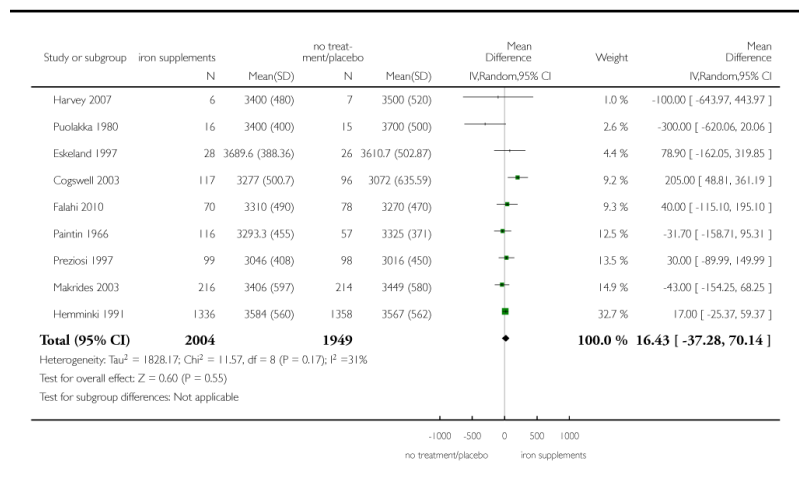 Study or subgroup iron supplements no treat-ment/placebo Mean Difference Weight Mean Difference
N Mean(SD) N Mean(SD) IV,Random,95% CI IV,Random,95% CI
Harvey 2007 6 3400 (480) 7 3500 (520) 1.0 % -100.00 [ -643.97, 443.97 ]
Puolakka 1980 16 3400 (400) 15 3700 (500) 2.6 % -300.00 [ -620.06, 20.06 ]
Eskeland 1997 28 3689.6 (388.36) 26 3610.7 (502.87) 4.4 % 78.90 [ -162.05, 319.85 ]
Cogswell 2003 117 3277 (500.7) 96 3072 (635.59) 9.2 % 205.00 [ 48.81, 361.19 ]
Falahi 2010 70 3310 (490) 78 3270 (470) 9.3 % 40.00 [ -115.10, 195.10 ]
Paintin 1966 116 3293.3 (455) 57 3325 (371) 12.5 % -31.70 [ -158.71, 95.31 ]
Preziosi 1997 99 3046 (408) 98 3016 (450) 13.5 % 30.00 [ -89.99, 149.99 ]
Makrides 2003 216 3406 (597) 214 3449 (580) 14.9 % -43.00 [ -154.25, 68.25 ]
Hemminki 1991 1336 3584 (560) 1358 3567 (562) 32.7 % 17.00 [ -25.37, 59.37 ]
Total (95% CI) 2004 1949 100.0 % 16.43 [ -37.28, 70.14 ]
Heterogeneity: Tau² = 1828.17; Chi² = 11.57, df = 8 (P = 0.17); I² =31%
Test for overall effect: Z = 0.60 (P = 0.55)
Test for subgroup differences: Not applicable
-1000 -500 0 500 1000
no treatment/placebo iron supplements